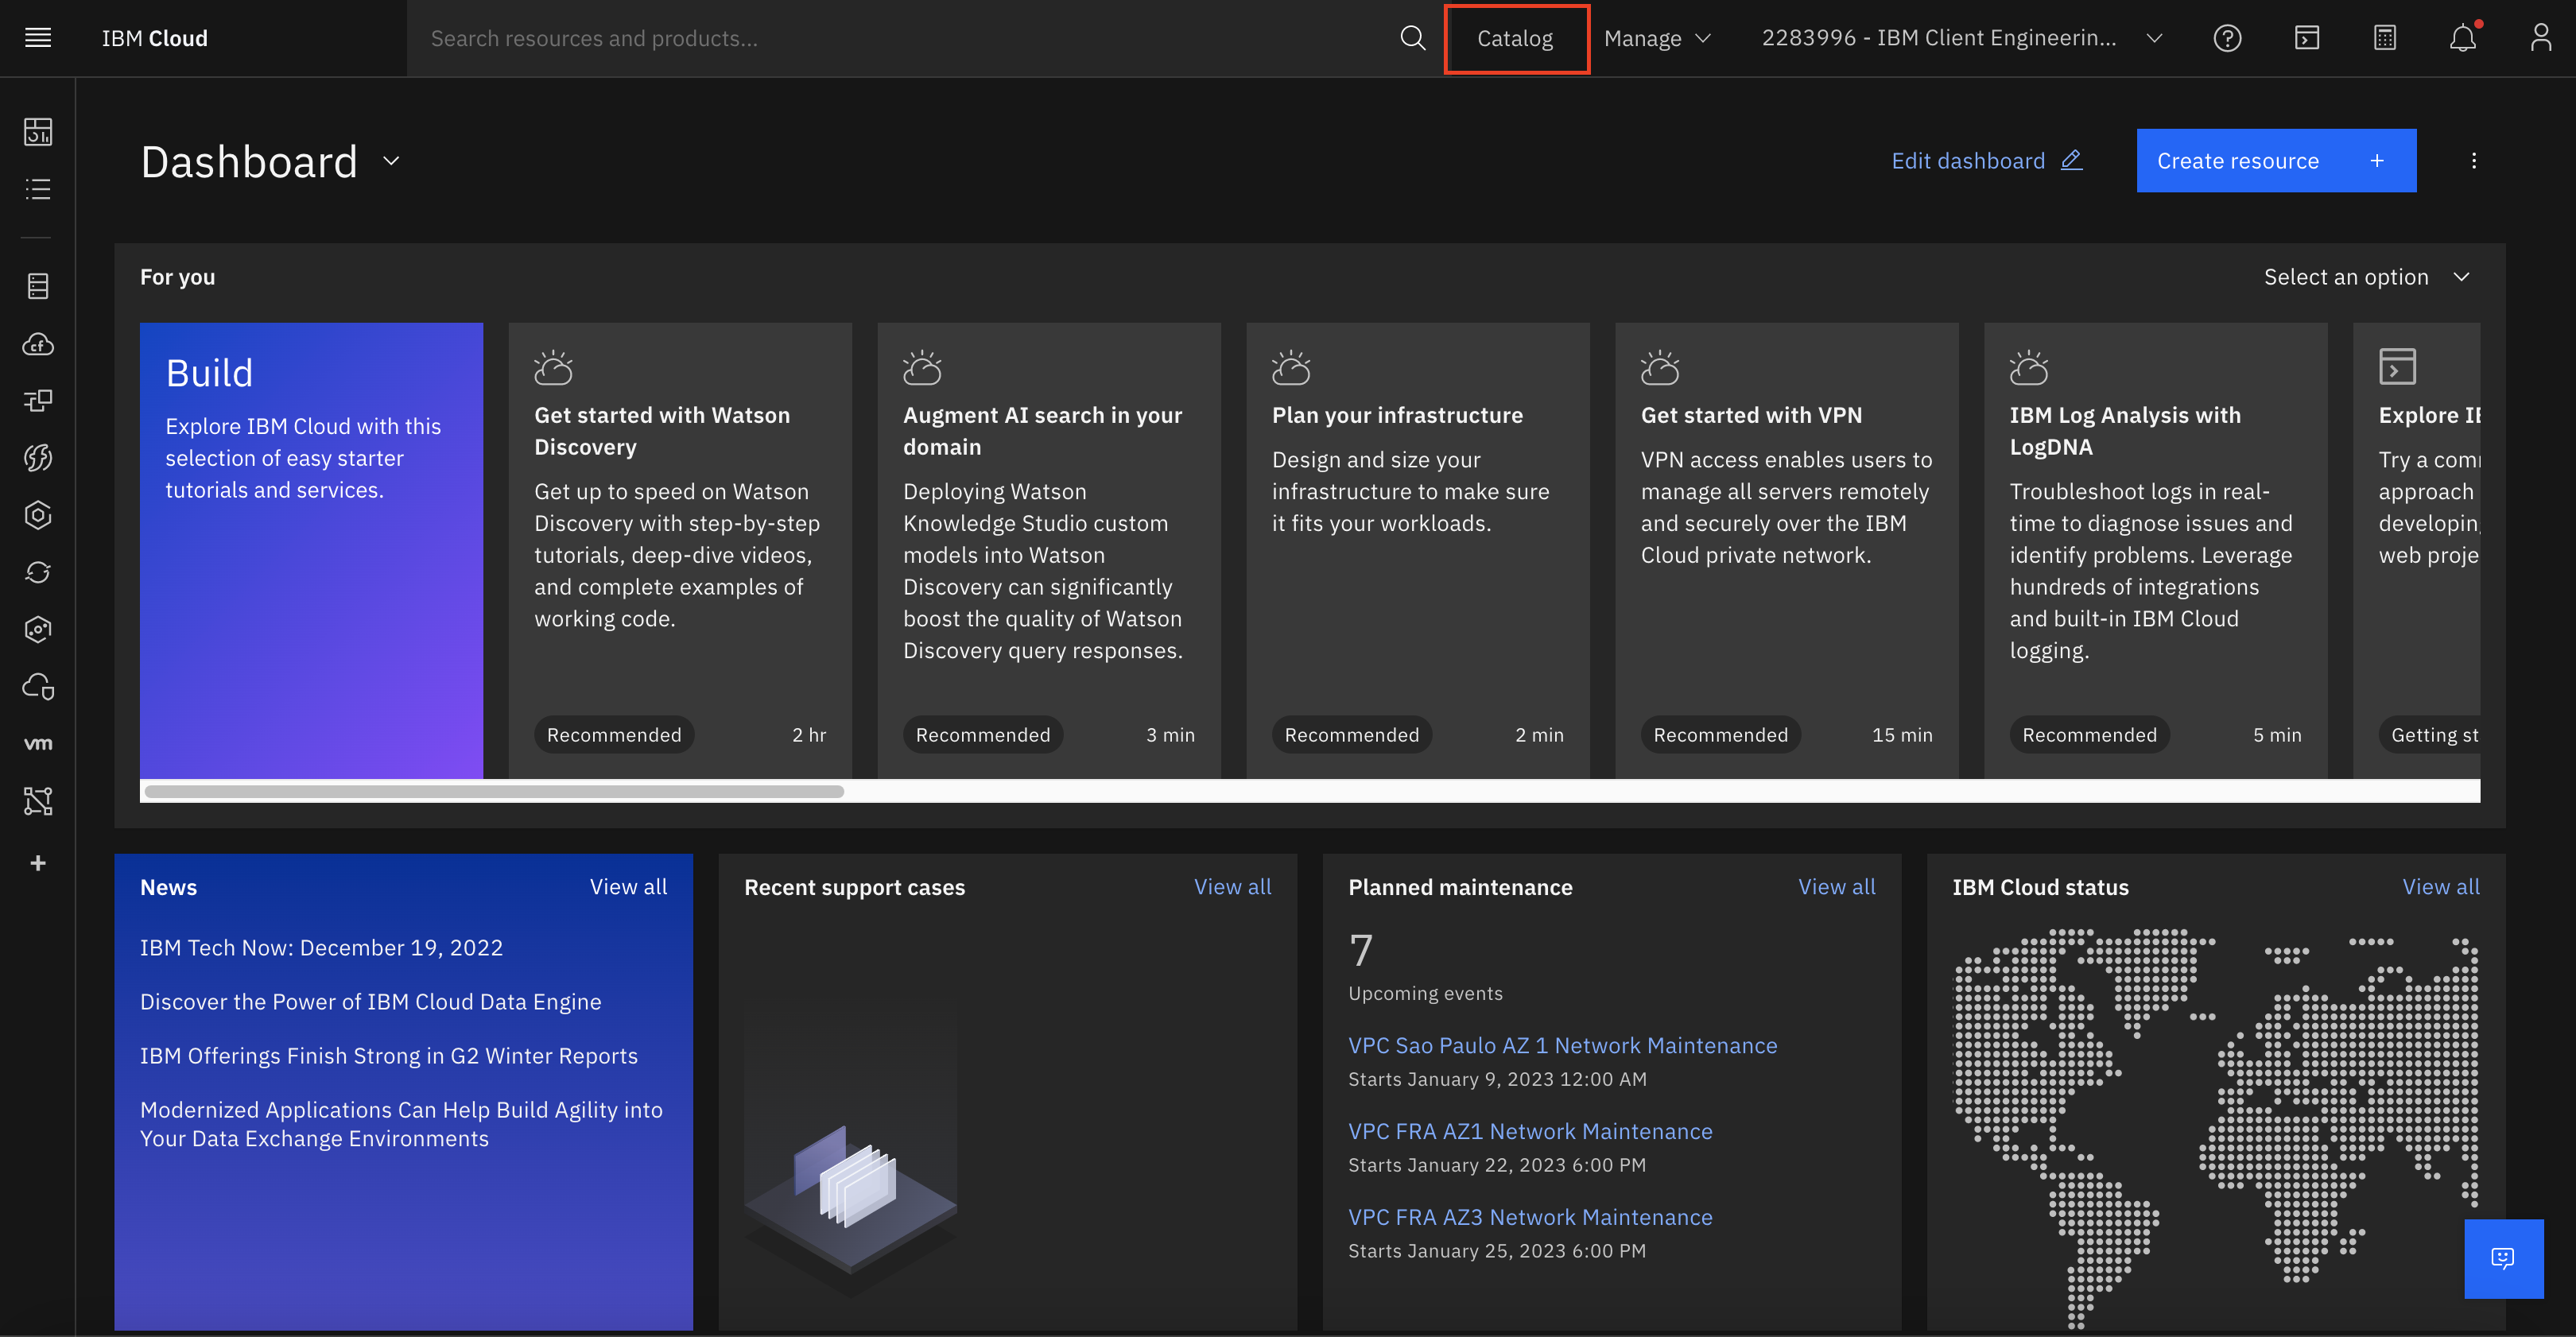 IBM Cloud
Search resources and products...
Catalog
Manage
2283996 - IBM Client Engineerin...
Dashboard
Edit dashboard
Create resource +
For you
Select an option
Build
Explore IBM Cloud with this
selection of easy starter
tutorials and services.
Get started with Watson
Discovery
Get up to speed on Watson
Discovery with step-by-step
tutorials, deep-dive videos,
and complete examples of
working code.
Recommended
2 hr
Augment AI search in your
domain
Deploying Watson
Knowledge Studio custom
models into Watson
Discovery can significantly
boost the quality of Watson
Discovery query responses.
Recommended
3 min
Plan your infrastructure
Design and size your
infrastructure to make sure
it fits your workloads.
Recommended
2 min
Get started with VPN
VPN access enables users to
manage all servers remotely
and securely over the IBM
Cloud private network.
Recommended
15 min
IBM Log Analysis with
LogDNA
Troubleshoot logs in real-
time to diagnose issues and
identify problems. Leverage
hundreds of integrations
and built-in IBM Cloud
logging.
Recommended
5 min
Explore
Try a
approach
web
Getting
cf
vm
News
View all
IBM Tech Now: December 19, 2022
Discover the Power of IBM Cloud Data Engine
IBM Offerings Finish Strong in G2 Winter Reports
Modernized Applications Can Help Build Agility into
Your Data Exchange Environments
Recent support cases
View all
Planned maintenance
View all
7
Upcoming events
VPC Sao Paulo AZ 1 Network Maintenance
Starts January 9, 2023 12:00 AM
VPC FRA AZ1 Network Maintenance
Starts January 22, 2023 6:00 PM
VPC FRA AZ3 Network Maintenance
Starts January 25, 2023 6:00 PM
IBM Cloud status
View all